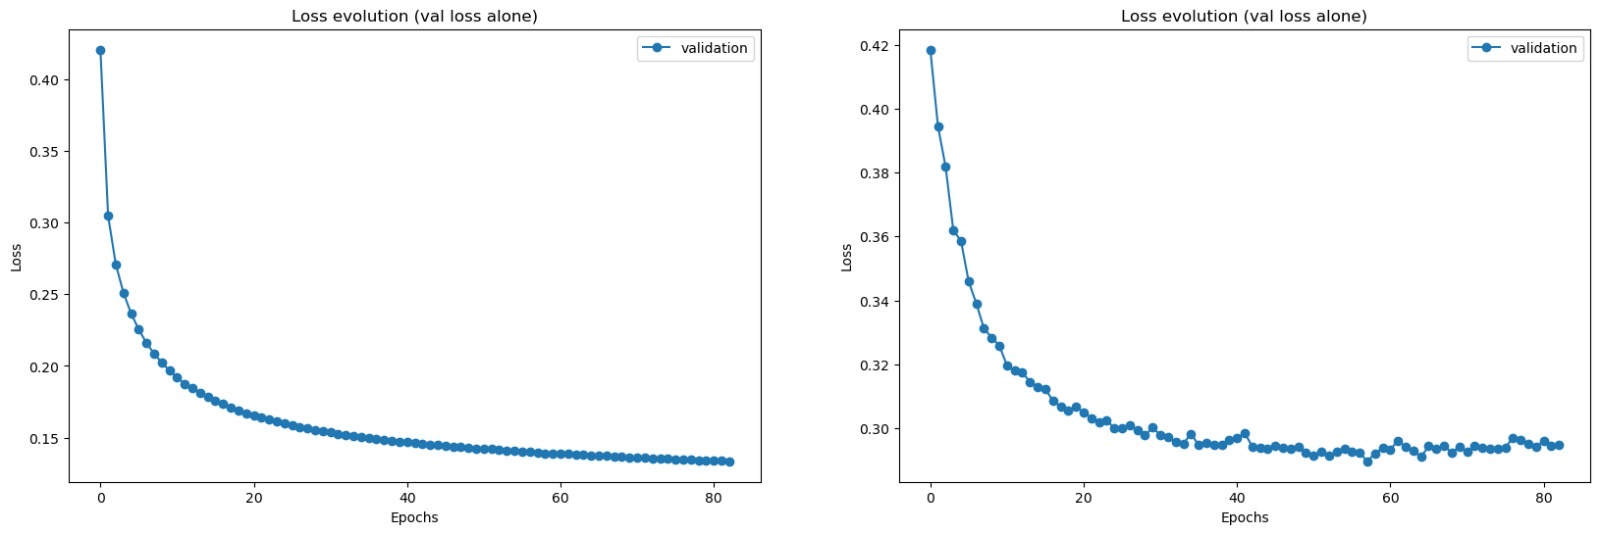 Loss evolution (val loss alone)
validation
0.40
0.35
0.30
0.25
0.20
0.15
Loss
0
20
40
60
80
Epochs
Loss evolution (val loss alone)
validation
0.42
0.40
0.38
0.36
0.34
0.32
0.30
Loss
0
20
40
60
80
Epochs